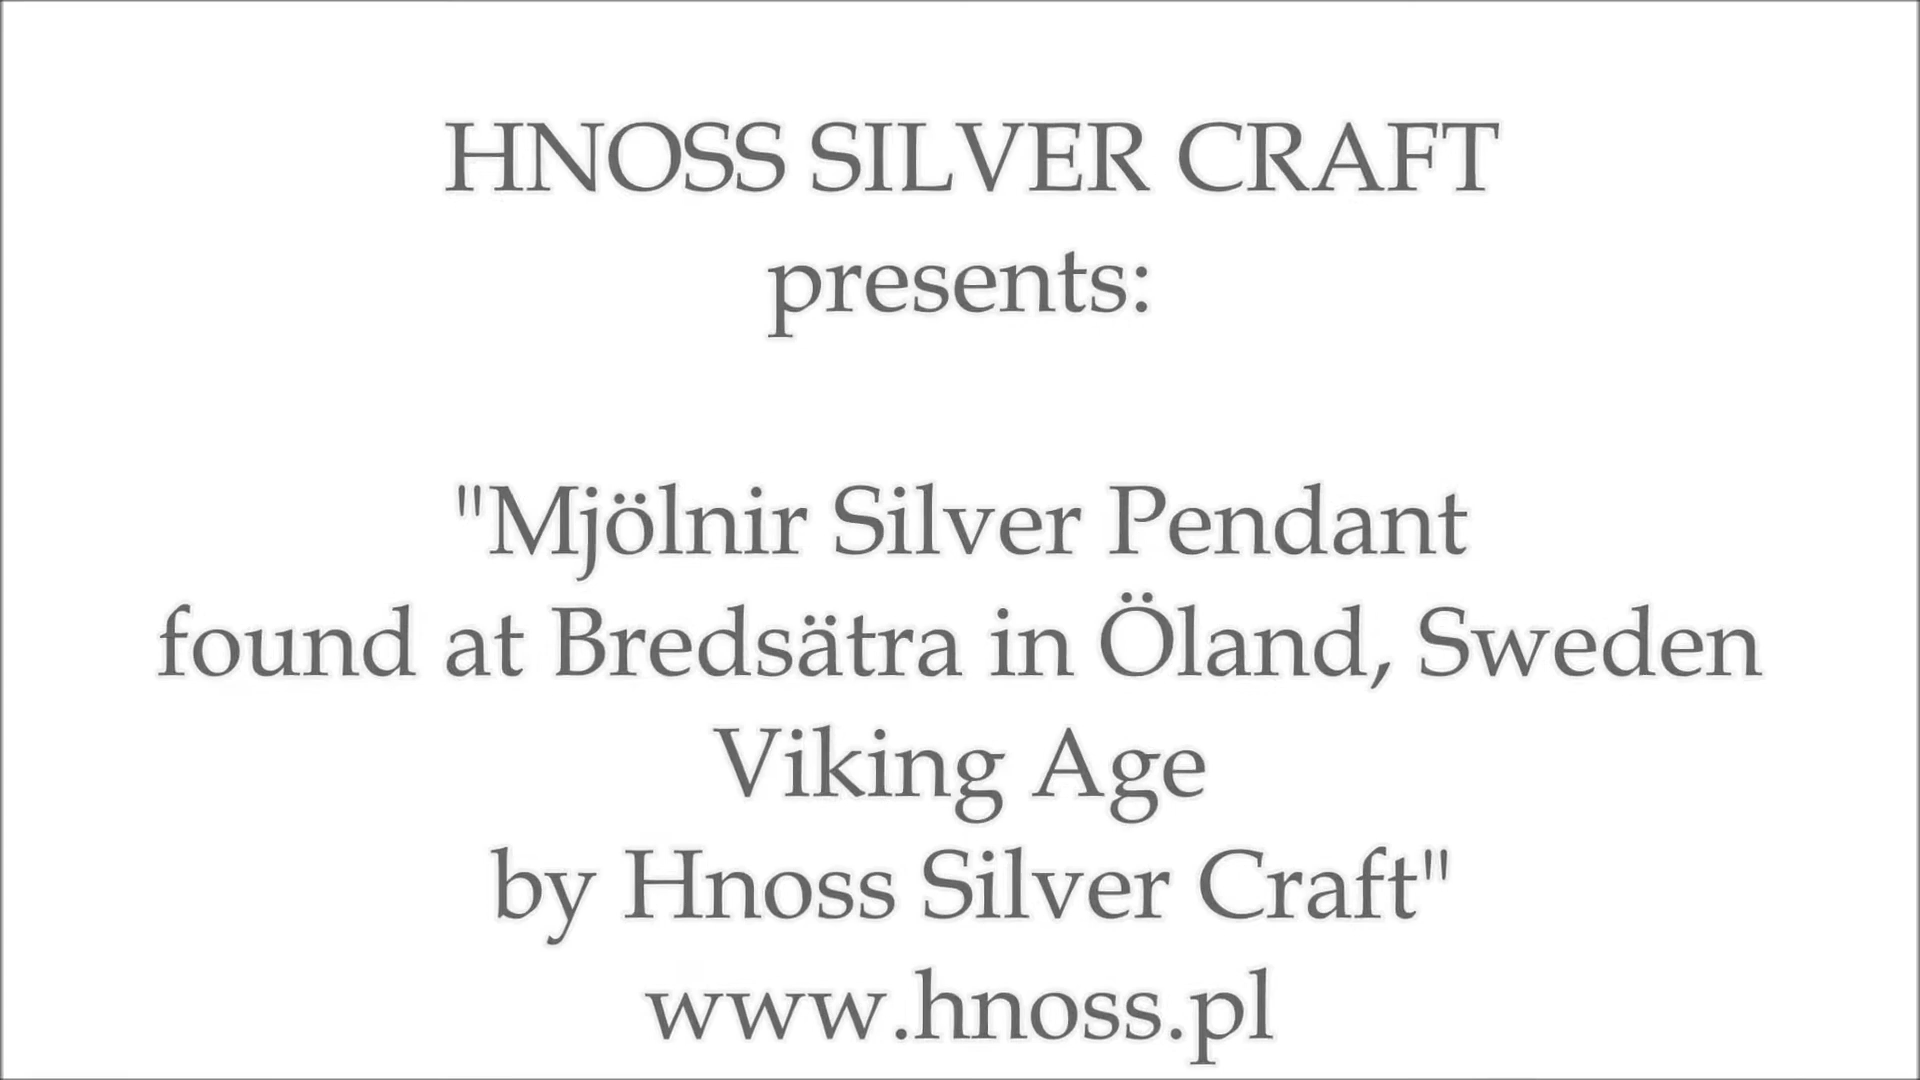 HNOSS SILVER CRAFT
presents:
"Mjölnir Silver Pendant
found at Bredsätra in Öland, Sweden
Viking Age
by Hnoss Silver Craft"
www.hnoss.pl